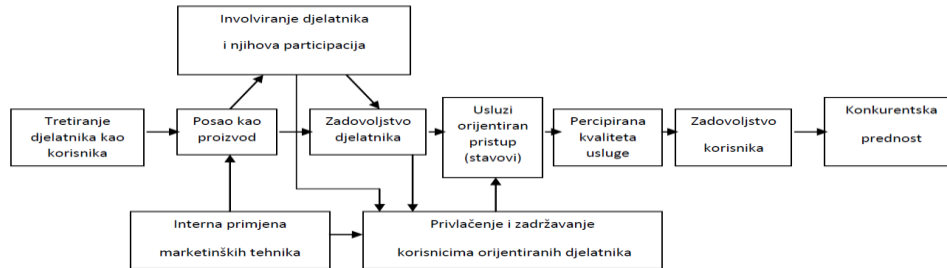 Involviranje djelatnika
i njihova participacija
Tretiranje
djelatnika kao
korisnika
Posao kao
proizvod
Zadovoljstvo
djelatnika
Usluzi
orijentiran
pristup
(stavovi)
Percipirana
kvaliteta
usluge
Zadovoljstvo
korisnika
Konkurentska
prednost
Interna primjena
marketinških tehnika
Privlačenje i zadržavanje
korisnicima orijentiranih djelatnika